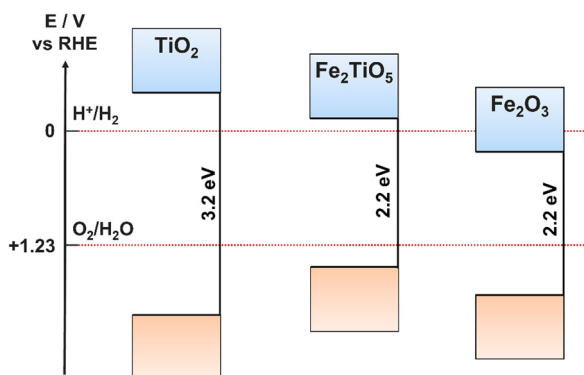 E / V
vs RHE
TiO₂
Fe₂TiO₅
Fe₂O₃
H⁺/H₂
0
3.2 eV
2.2 eV
2.2 eV
O₂/H₂O
+1.23